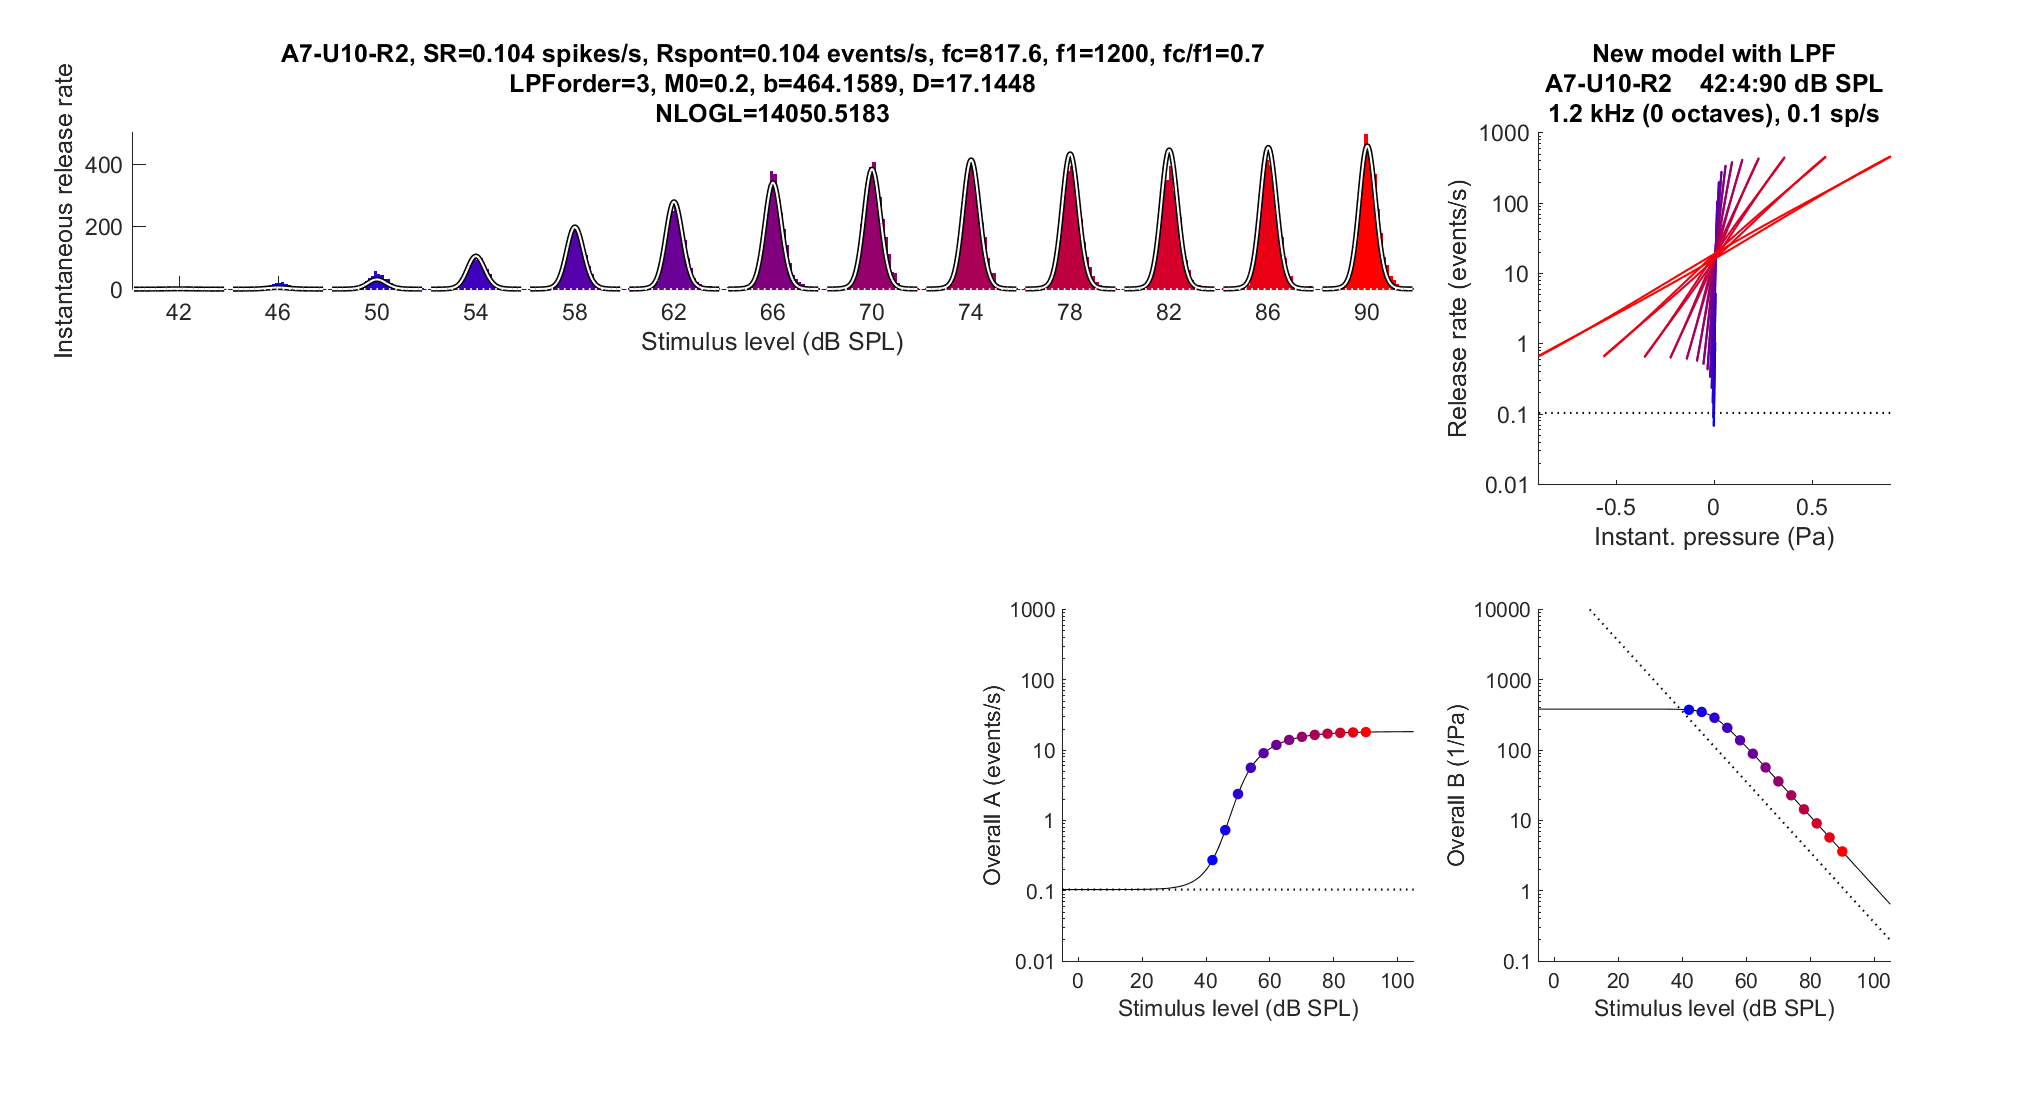 A7-U10-R2, SR=0.104 spikes/s, Rspont=0.104 events/s, fc=817.6, f1=1200, fc/f1=0.7
LPForder=3, M0=0.2, b=464.1589, D=17.1448
NLOGL=14050.5183
Instantaneous release rate
400
200
0
42 46 50 54 58 62 66 70 74 78 82 86 90
Stimulus level (dB SPL)
New model with LPF
A7-U10-R2 42:4:90 dB SPL
1.2 kHz (0 octaves), 0.1 sp/s
Release rate (events/s)
1000
100
10
1
0.1
0.01
-0.5 0 0.5
Instant. pressure (Pa)
Overall A (events/s)
1000
100
10
1
0.1
0.01
0 20 40 60 80 100
Stimulus level (dB SPL)
Overall B (1/Pa)
10000
1000
100
10
1
0.1
0 20 40 60 80 100
Stimulus level (dB SPL)